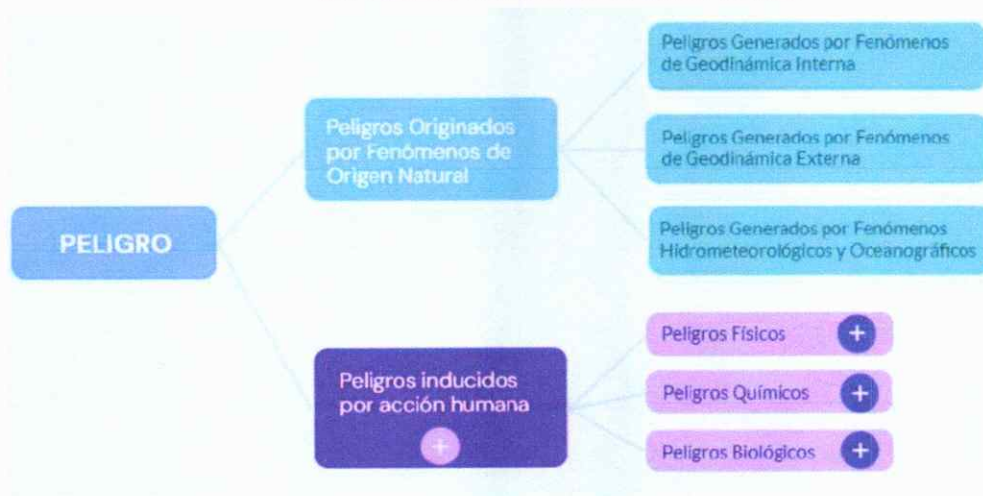 PELIGRO
Peligros Originados
por Fenómenos de
Origen Natural
Peligros Generados por Fenómenos
de Geodinámica Interna
Peligros Generados por Fenómenos
de Geodinámica Externa
Peligros Generados por Fenómenos
Hidrometeorológicos y Oceanográficos
Peligros inducidos
por acción humana
+
Peligros Físicos +
Peligros Químicos +
Peligros Biológicos +